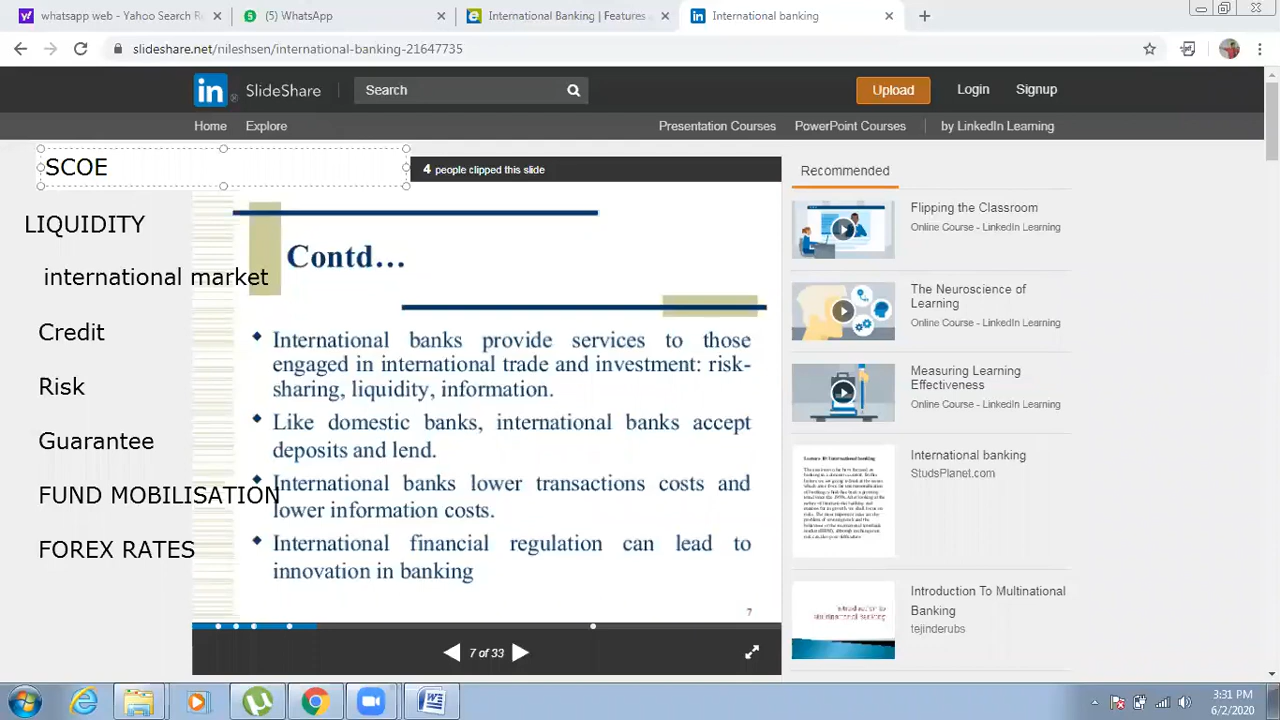 whatsapp web - Yahoo Search R
(5) WhatsApp
International Banking | Features
International banking
slideshare.net/nileshsen/international-banking-21647735
in SlideShare
Search
Upload
Login
Signup
Home
Explore
Presentation Courses
PowerPoint Courses
by LinkedIn Learning
SCOE
LIQUIDITY
international market
Credit
Risk
Guarantee
FUND MOBILISATION
FOREX RATES
4 people clipped this slide
Contd…
International banks provide services to those
engaged in international trade and investment: risk-
sharing, liquidity, information.
Like domestic banks, international banks accept
deposits and lend.
International banks lower transactions costs and
lower information costs.
International financial regulation can lead to
innovation in banking
7
7 of 33
Recommended
Flipping the Classroom
Online Course - LinkedIn Learning
The Neuroscience of
Learning
Online Course - LinkedIn Learning
Measuring Learning
Effectiveness
Online Course - LinkedIn Learning
International banking
StudsPlanet.com
Introduction To Multinational
Banking
tejinderubs
Introduction to
Multinational Banking
3:31 PM
6/2/2020